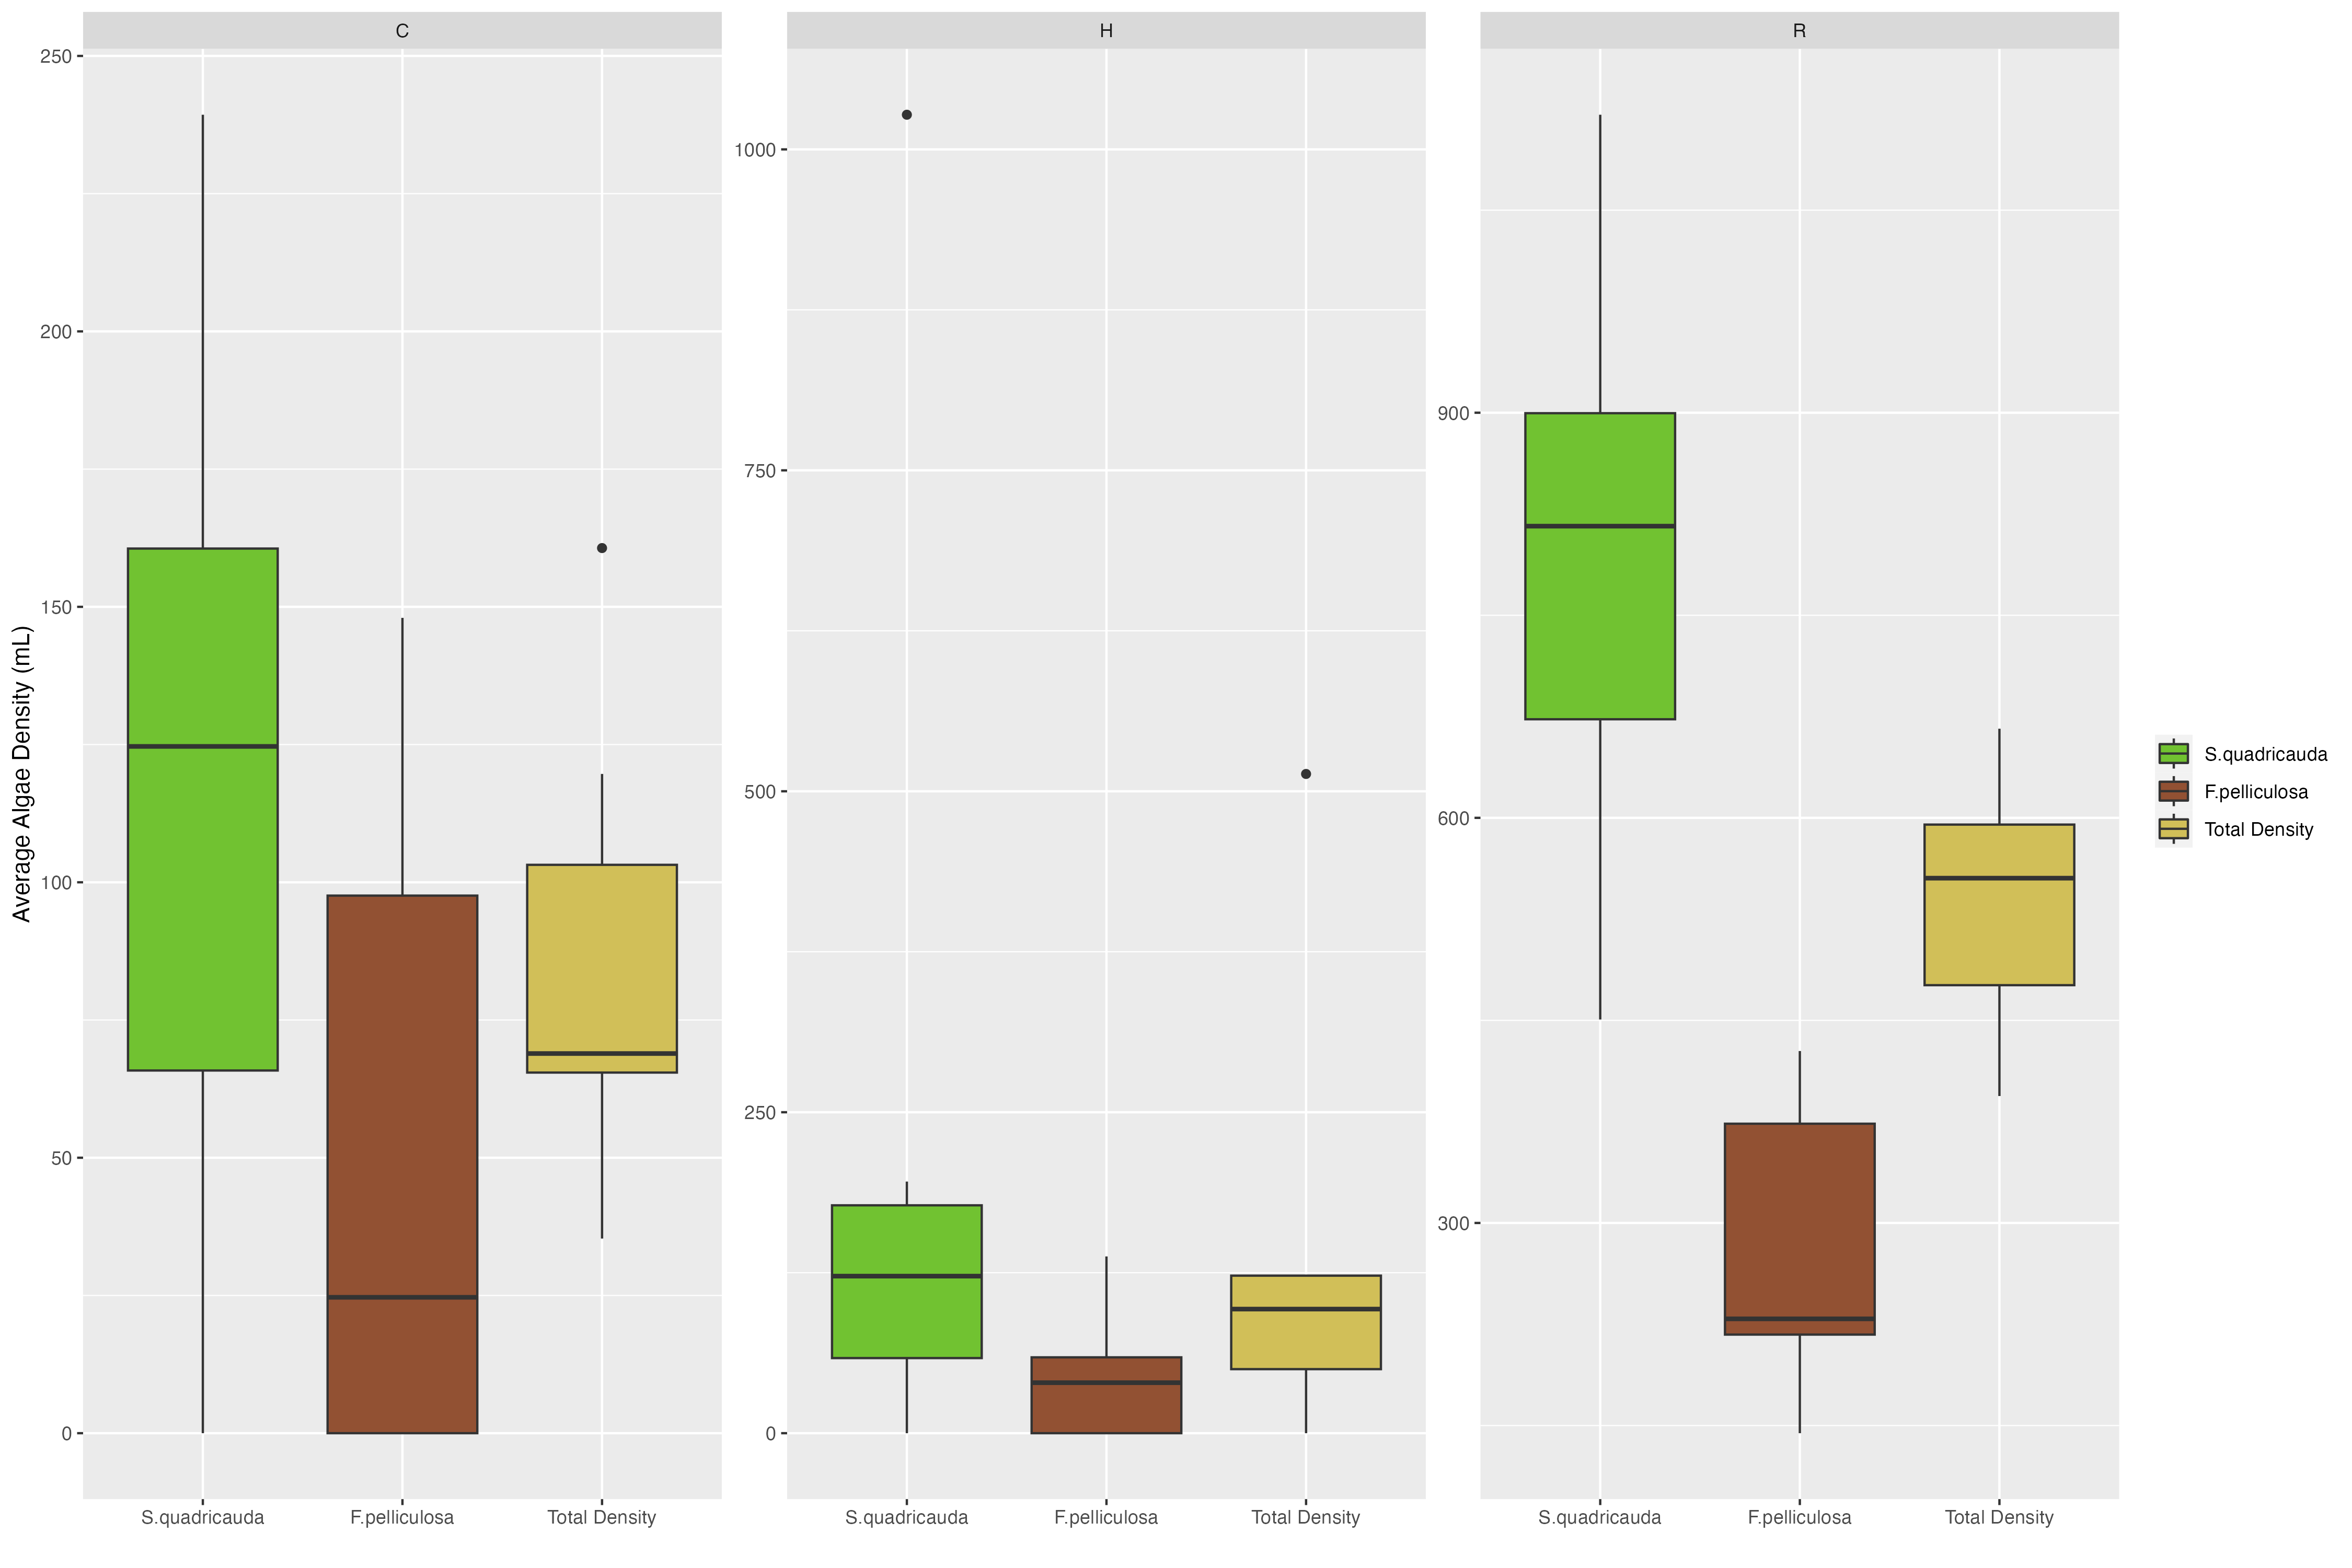 C
H
R
Average Algae Density (mL)
250
200
150
100
50
0
1000
750
500
250
0
900
600
300
S.quadricauda
F.pelliculosa
Total Density
S.quadricauda
F.pelliculosa
Total Density
S.quadricauda
F.pelliculosa
Total Density
S.quadricauda
F.pelliculosa
Total Density